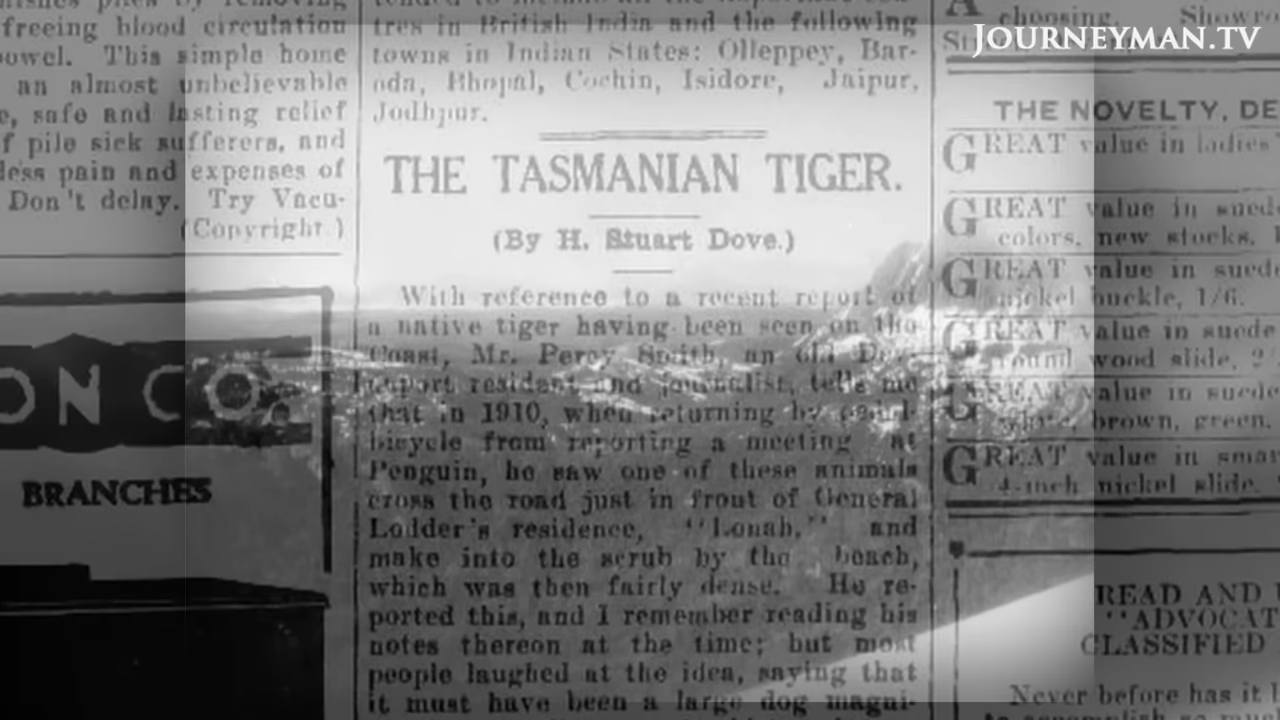 JOURNEYMAN.TV
freeing blood circulation
This simple home
an almost unbelievable
safe and lasting relief
f pile sick sufferers, and
less pain and expenses of
Don't delay. Try Vacu-
(Copyright.)
ON CO
BRANCHES
tres in British India and the following
towns in Indian States: Olleppey, Bar-
oda, Bhopal, Cochin, Isidore, Jaipur,
Jodhpur.
THE TASMANIAN TIGER.
(By H. Stuart Dove.)
With reference to a recent report of
a native tiger having been seen on the
Coast, Mr. Percy Smith, an old Dev-
onport resident and journalist, tells me
that in 1910, when returning by pedal-
bicycle from reporting a meeting at
Penguin, he saw one of these animals
cross the road just in front of General
Lodder's residence, "Lonah," and
make into the scrub by the beach,
which was then fairly dense. He re-
ported this, and I remember reading his
notes thereon at the time; but most
people laughed at the idea, saying that
it must have been a large dog magni-
choosing.
THE NOVELTY, DE
GREAT value in ladies
GREAT value in sued
colors, new stocks.
GREAT value in sued
nickel buckle, 1/6.
GREAT value in suede
round wood slide, 2
GREAT value in suede
white, brown, green.
GREAT value in smar
4-inch nickel slide.
READ AND
"ADVOCAT
CLASSIFIED
Never before has it